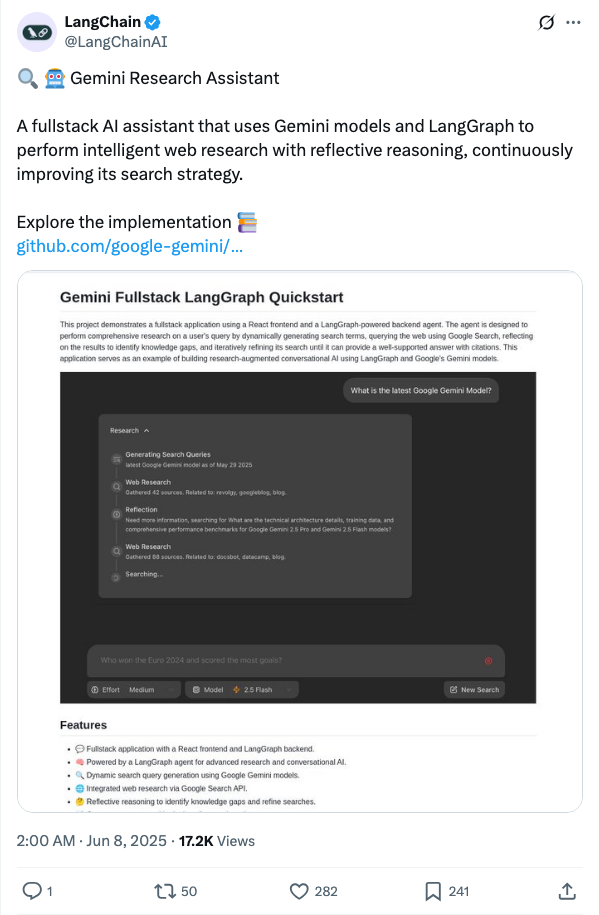 LangChain
@LangChainAI
🔍 🤖 Gemini Research Assistant
A fullstack AI assistant that uses Gemini models and LangGraph to
perform intelligent web research with reflective reasoning, continuously
improving its search strategy.
Explore the implementation 📚
github.com/google-gemini/…
Gemini Fullstack LangGraph Quickstart
This project demonstrates a fullstack application using a React frontend and a LangGraph-powered backend agent. The agent is designed to
perform comprehensive research on a user's query by dynamically generating search terms, querying the web using Google Search, reflecting
on the results to identify knowledge gaps, and iteratively refining its search until it can provide a well-supported answer with citations. This
application serves as an example of building research-augmented conversational AI using LangGraph and Google's Gemini models.
What is the latest Google Gemini Model?
Research
Generating Search Queries
latest Google Gemini model as of May 29 2025
Web Research
Gathered 42 sources. Related to: revolgy, googleblog, blog.
Reflection
Need more information, searching for What are the technical architecture details, training data, and
comprehensive performance benchmarks for Google Gemini 2.5 Pro and Gemini 2.5 Flash models?
Web Research
Gathered 88 sources. Related to: docsbot, datacamp, blog.
Searching...
Who won the Euro 2024 and scored the most goals?
Effort Medium Model 2.5 Flash New Search
Features
• 💬 Fullstack application with a React frontend and LangGraph backend.
• 🧠 Powered by a LangGraph agent for advanced research and conversational AI.
• 🔍 Dynamic search query generation using Google Gemini models.
• 🌐 Integrated web research via Google Search API.
• 🤔 Reflective reasoning to identify knowledge gaps and refine searches.
2:00 AM · Jun 8, 2025 · 17.2K Views
1 50 282 241